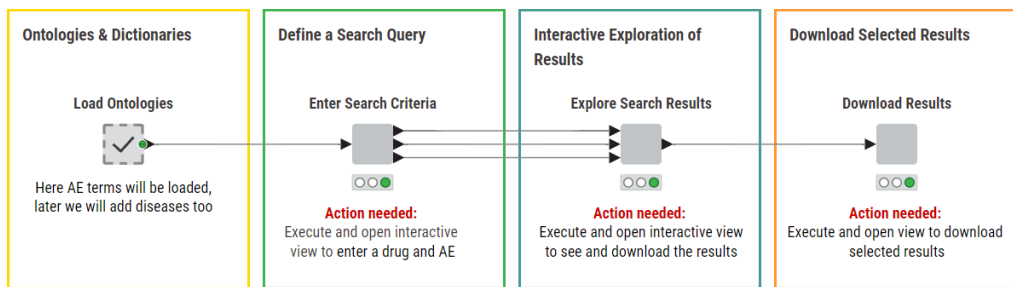 Ontologies & Dictionaries
Load Ontologies
Here AE terms will be loaded,
later we will add diseases too
Define a Search Query
Enter Search Criteria
Action needed:
Execute and open interactive
view to enter a drug and AE
Interactive Exploration of
Results
Explore Search Results
Action needed:
Execute and open interactive view
to see and download the results
Download Selected Results
Download Results
Action needed:
Execute and open view to download
selected results